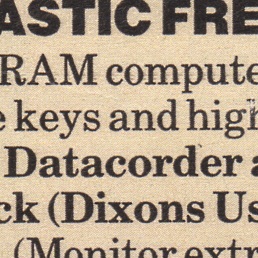 ASTIC FRE
RAM compute
e keys and high
Datacorder a
ck (Dixons Us
(Monitor extr